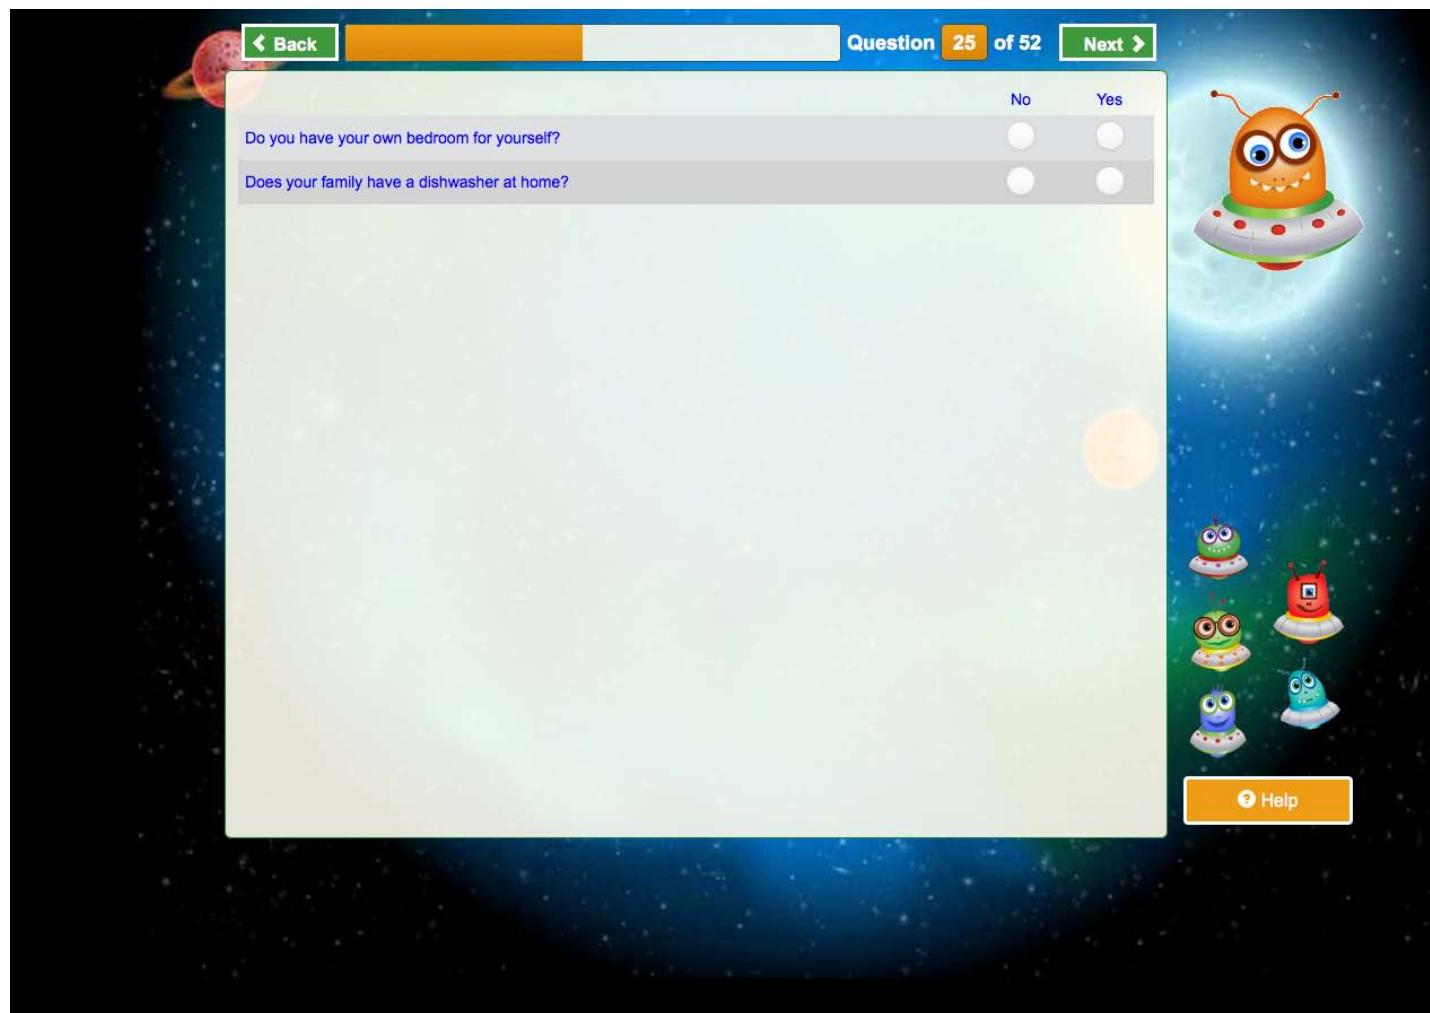 Back Question 25 of 52 Next
No Yes
Do you have your own bedroom for yourself?
Does your family have a dishwasher at home?
Help